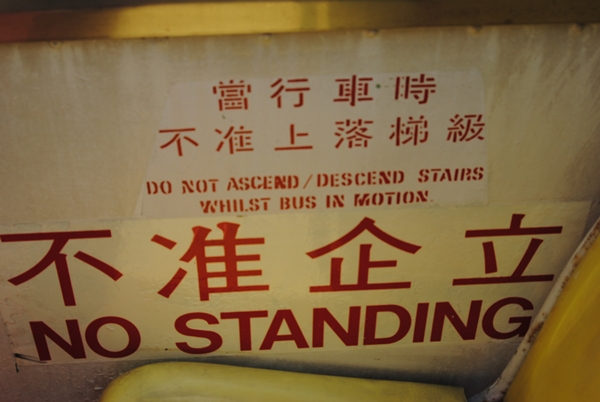 當行車時
不准上落梯級
DO NOT ASCEND/DESCEND STAIRS
WHILST BUS IN MOTION.
不准企立
NO STANDING